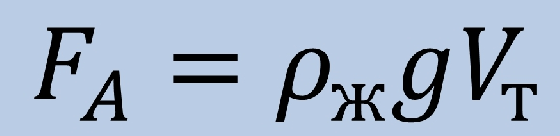 F_A = ρ_ж g V_т